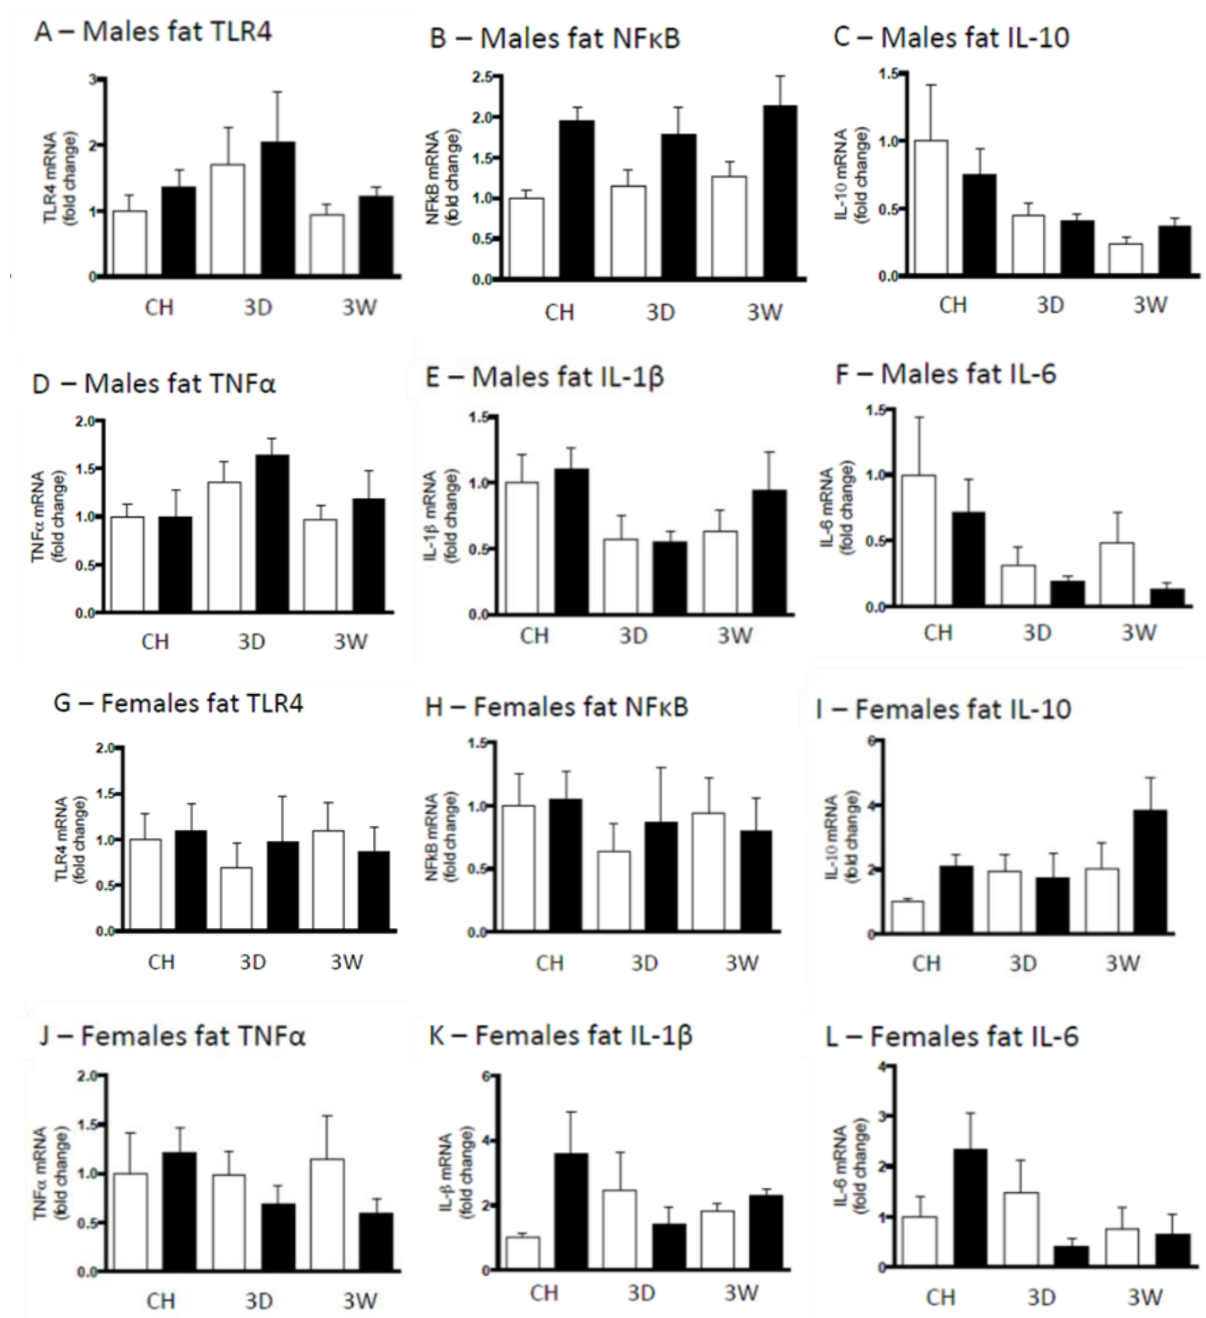 A – Males fat TLR4
B – Males fat NFκB
C – Males fat IL-10
TLR4 mRNA
(fold change)
3
2
1
0
CH 3D 3W
NFkB mRNA
(fold change)
2.5
2.0
1.5
1.0
0.5
0.0
CH 3D 3W
IL-10 mRNA
(fold change)
1.5
1.0
0.5
0.0
CH 3D 3W
D – Males fat TNFα
E – Males fat IL-1β
F – Males fat IL-6
TNFα mRNA
(fold change)
2.0
1.5
1.0
0.5
0.0
CH 3D 3W
IL-1β mRNA
(fold change)
1.5
1.0
0.5
0.0
CH 3D 3W
IL-6 mRNA
(fold change)
1.5
1.0
0.5
0.0
CH 3D 3W
G – Females fat TLR4
H – Females fat NFκB
I – Females fat IL-10
TLR4 mRNA
(fold change)
2.0
1.5
1.0
0.5
0.0
CH 3D 3W
NFkB mRNA
(fold change)
1.5
1.0
0.5
0.0
CH 3D 3W
IL-10 mRNA
(fold change)
6
4
2
0
CH 3D 3W
J – Females fat TNFα
K – Females fat IL-1β
L – Females fat IL-6
TNFα mRNA
(fold change)
2.0
1.5
1.0
0.5
0.0
CH 3D 3W
IL-β mRNA
(fold change)
6
4
2
0
CH 3D 3W
IL-6 mRNA
(fold change)
4
3
2
1
0
CH 3D 3W